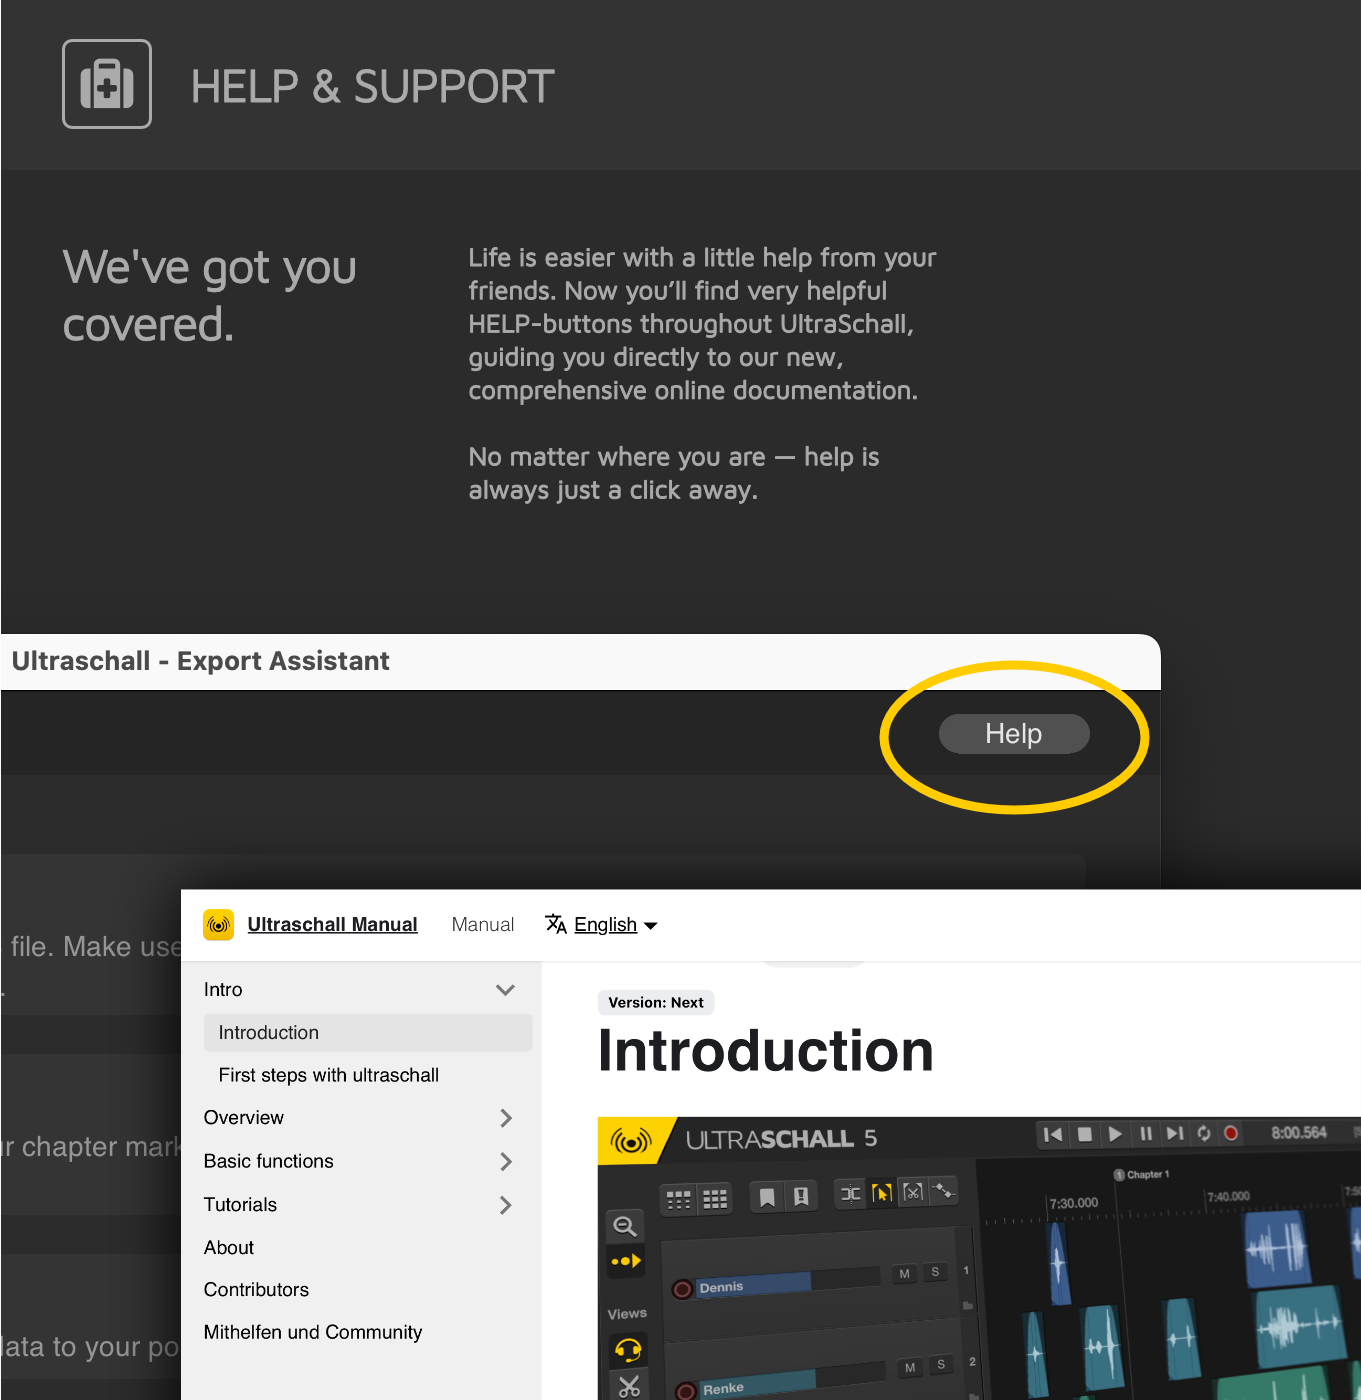 HELP & SUPPORT
We've got you
covered.
Life is easier with a little help from your
friends. Now you’ll find very helpful
HELP-buttons throughout UltraSchall,
guiding you directly to our new,
comprehensive online documentation.
No matter where you are — help is
always just a click away.
Ultraschall - Export Assistant
Help
file. Make use
.
Ultraschall Manual
Manual
English
Intro
Introduction
First steps with ultraschall
Overview
Basic functions
Tutorials
About
Contributors
Mithelfen und Community
r chapter mark
data to your po
Version: Next
Introduction
ULTRASCHALL 5
8:00.564
1 Chapter 1
7:30.000
7:40.000
Dennis
M
S
1
Views
Renke
M
S
2